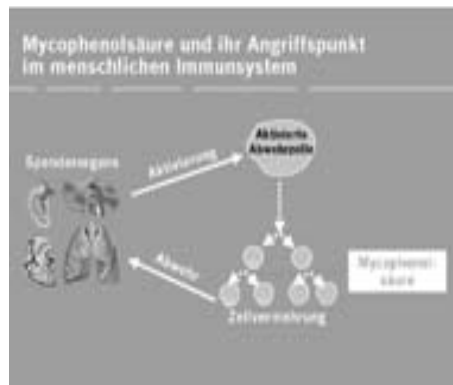 Mycophenolsäure und ihr Angriffspunkt
im menschlichen Immunsystem
Aktivierte
Abwehrzelle
Spenderorgane
Aktivierung
Abwehr
Mycophenol-
säure
Zellvermehrung